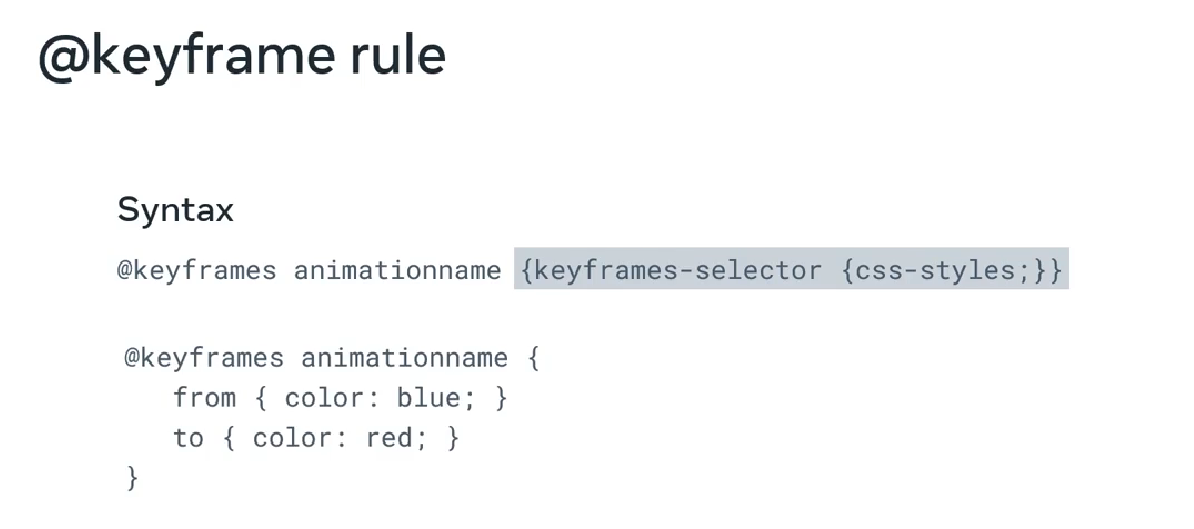 @keyframe rule
Syntax
@keyframes animationname {keyframes-selector {css-styles;}}
@keyframes animationname {
from { color: blue; }
to { color: red; }
}